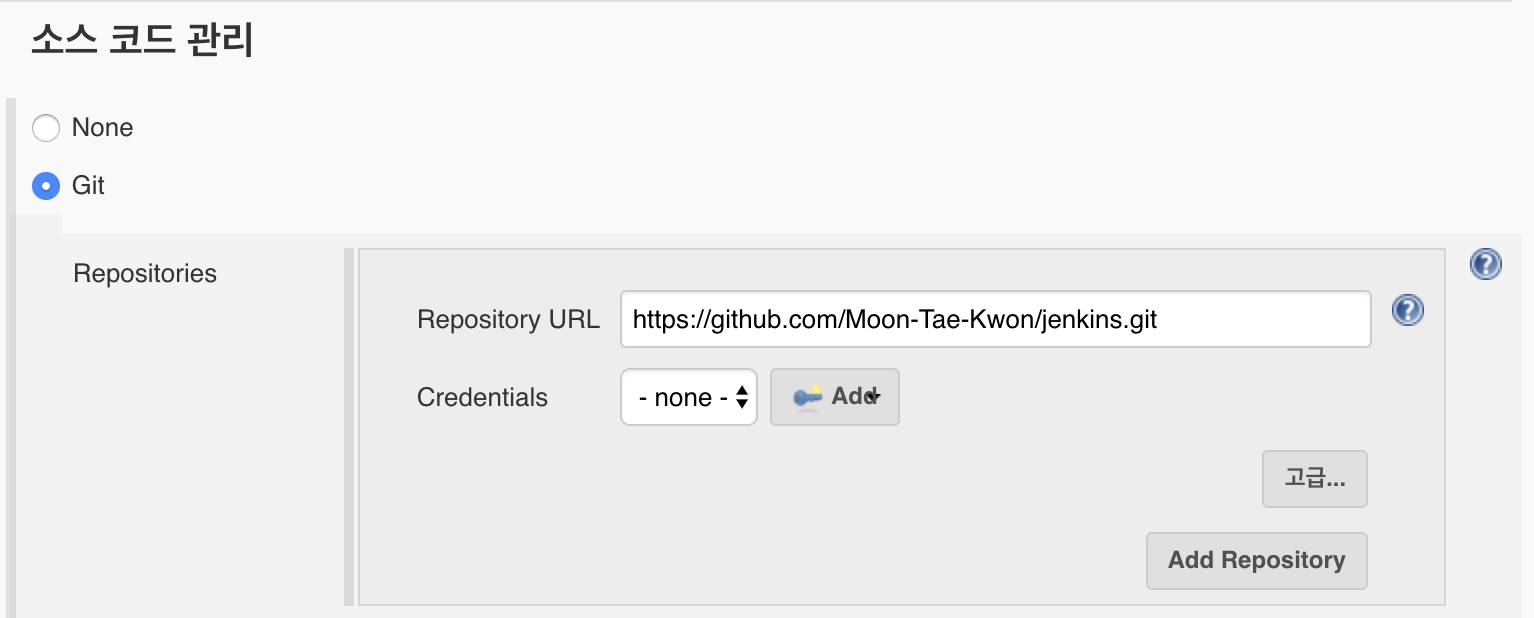 소스 코드 관리
None
Git
Repositories
Repository URL https://github.com/Moon-Tae-Kwon/jenkins.git
Credentials - none - Add
고급...
Add Repository